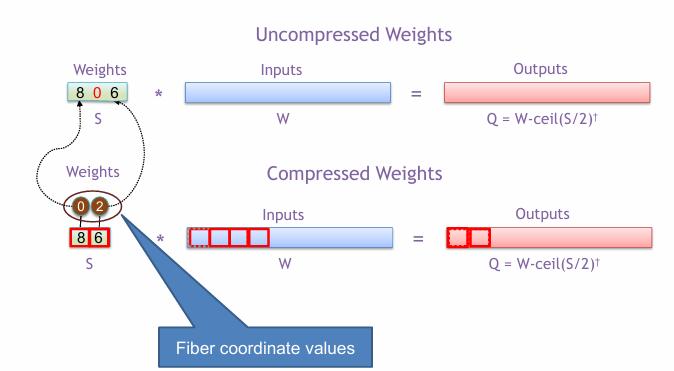 Uncompressed Weights
Weights
Inputs
Outputs
8 0 6
*
=
S
W
Q = W-ceil(S/2)†
Weights
Compressed Weights
0 2
Inputs
Outputs
8 6
*
=
S
W
Q = W-ceil(S/2)†
Fiber coordinate values